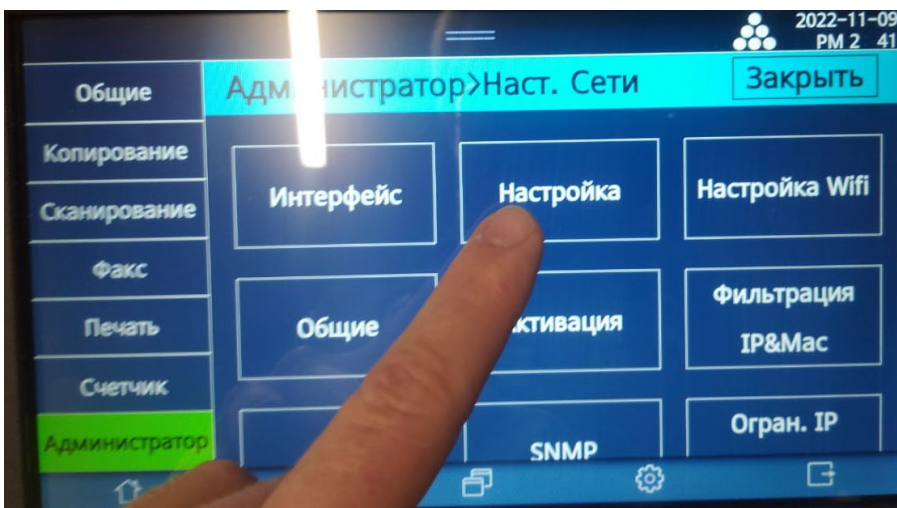 2022-11-09
PM 2 41
Администратор>Наст. Сети
Закрыть
Общие
Копирование
Сканирование
Факс
Печать
Счетчик
Администратор
Интерфейс
Настройка
Настройка Wifi
Общие
Фильтрация
IP&Mac
SNMP
Огран. IP